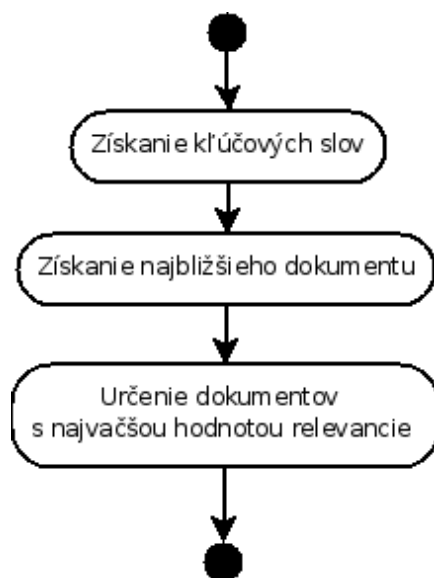 Získanie kľúčových slov
Získanie najbližšieho dokumentu
Určenie dokumentov
s najvačšou hodnotou relevancie